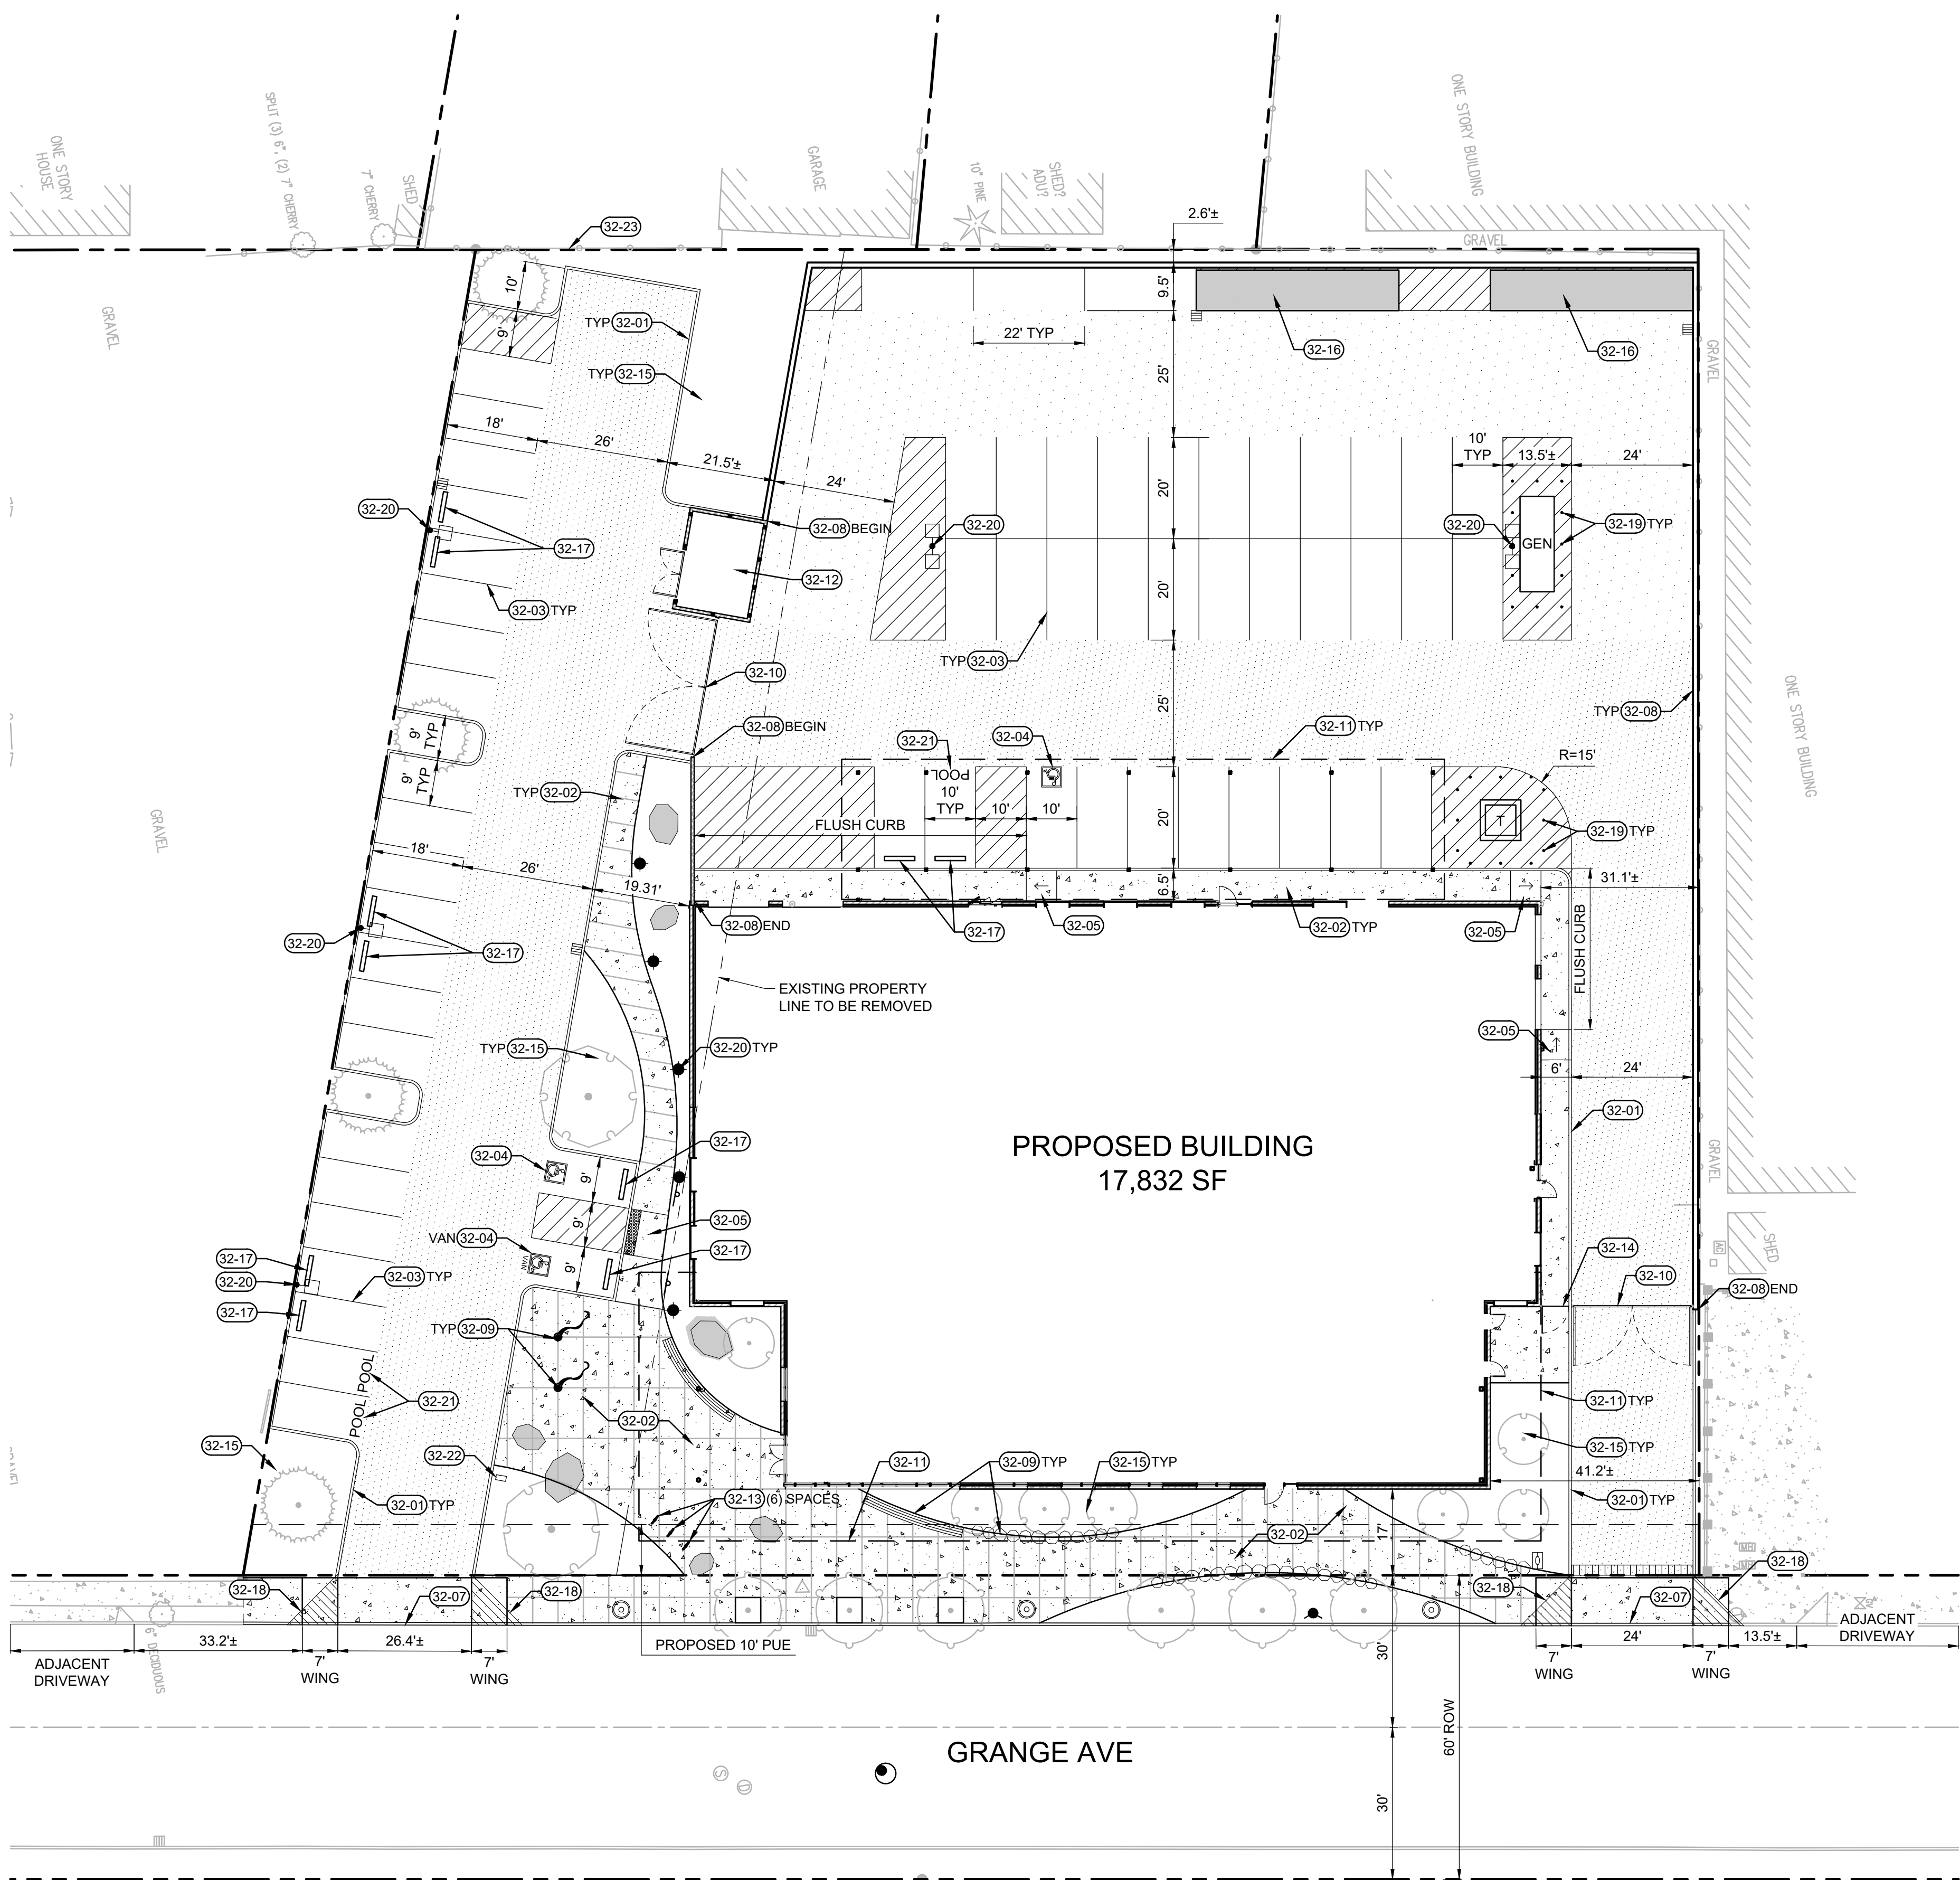 ONE STORY
HOUSE
SPLIT (3) 6", (2) 7" CHERRY
7" CHERRY
SHED
GARAGE
10" PINE
SHED?
ADU?
ONE STORY BUILDING
32-23
2.6'±
GRAVEL
GRAVEL
10'
9'
TYP 32-01
TYP 32-15
22' TYP
9.5'
32-16
32-16
GRAVEL
25'
18'
26'
21.5'±
24'
10'
TYP
13.5'±
24'
20'
32-20
32-17
32-08 BEGIN
32-20
32-20
GEN
32-19 TYP
32-12
32-03 TYP
20'
TYP 32-03
32-10
25'
TYP 32-08
ONE STORY BUILDING
32-08 BEGIN
32-21
32-04
32-11 TYP
R=15'
9'
TYP
9'
TYP
TYP 32-02
POOL
10'
TYP
10'
10'
20'
T
32-19 TYP
FLUSH CURB
GRAVEL
18'
26'
19.31'
6.5'
31.1'±
32-08 END
32-17
32-05
32-02 TYP
32-05
FLUSH CURB
32-20
32-17
EXISTING PROPERTY
LINE TO BE REMOVED
32-05
TYP 32-15
32-20 TYP
6'
24'
32-01
PROPOSED BUILDING
17,832 SF
32-17
32-04
9'
9'
9'
32-05
GRAVEL
VAN 32-04
VAN
32-17
32-14
SHED
AC
32-17
32-20
32-17
32-03 TYP
32-10
32-08 END
TYP 32-09
POOL POOL
32-21
32-02
32-11 TYP
32-15
32-22
32-11
32-09 TYP
32-15 TYP
32-15 TYP
41.2'±
32-01 TYP
32-13 (6) SPACES
32-01 TYP
GRAVEL
32-02
17'
32-18
32-07
32-18
32-18
32-07
32-18
6" DECIDUOUS
33.2'±
26.4'±
PROPOSED 10' PUE
24'
13.5'±
ADJACENT
DRIVEWAY
ADJACENT
DRIVEWAY
7'
WING
7'
WING
7'
WING
7'
WING
30'
60' ROW
GRANGE AVE
S
D
30'